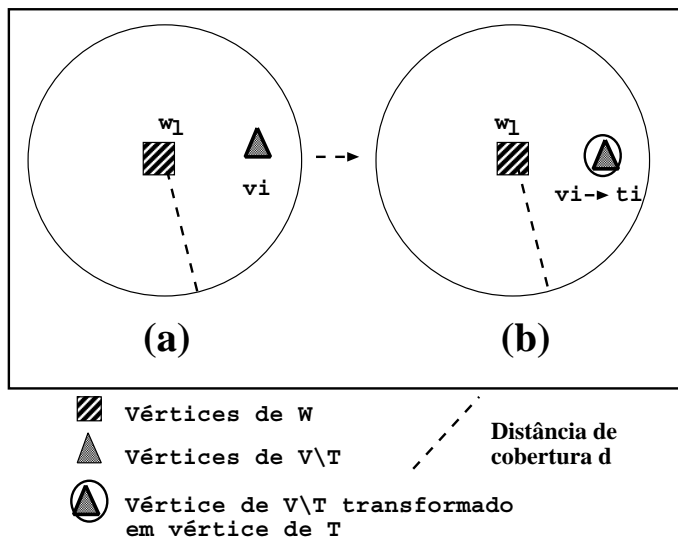 w1 w1
vi vi→ ti
(a) (b)
Vértices de W
Vértices de V\T
Vértice de V\T transformado
em vértice de T
Distância de
cobertura d